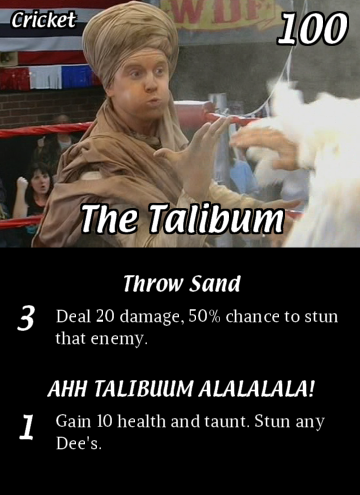 Cricket
100
WDF
The Talibum
Throw Sand
3
Deal 20 damage, 50% chance to stun
that enemy.
AHH TALIBUUM ALALALALA!
1
Gain 10 health and taunt. Stun any
Dee's.